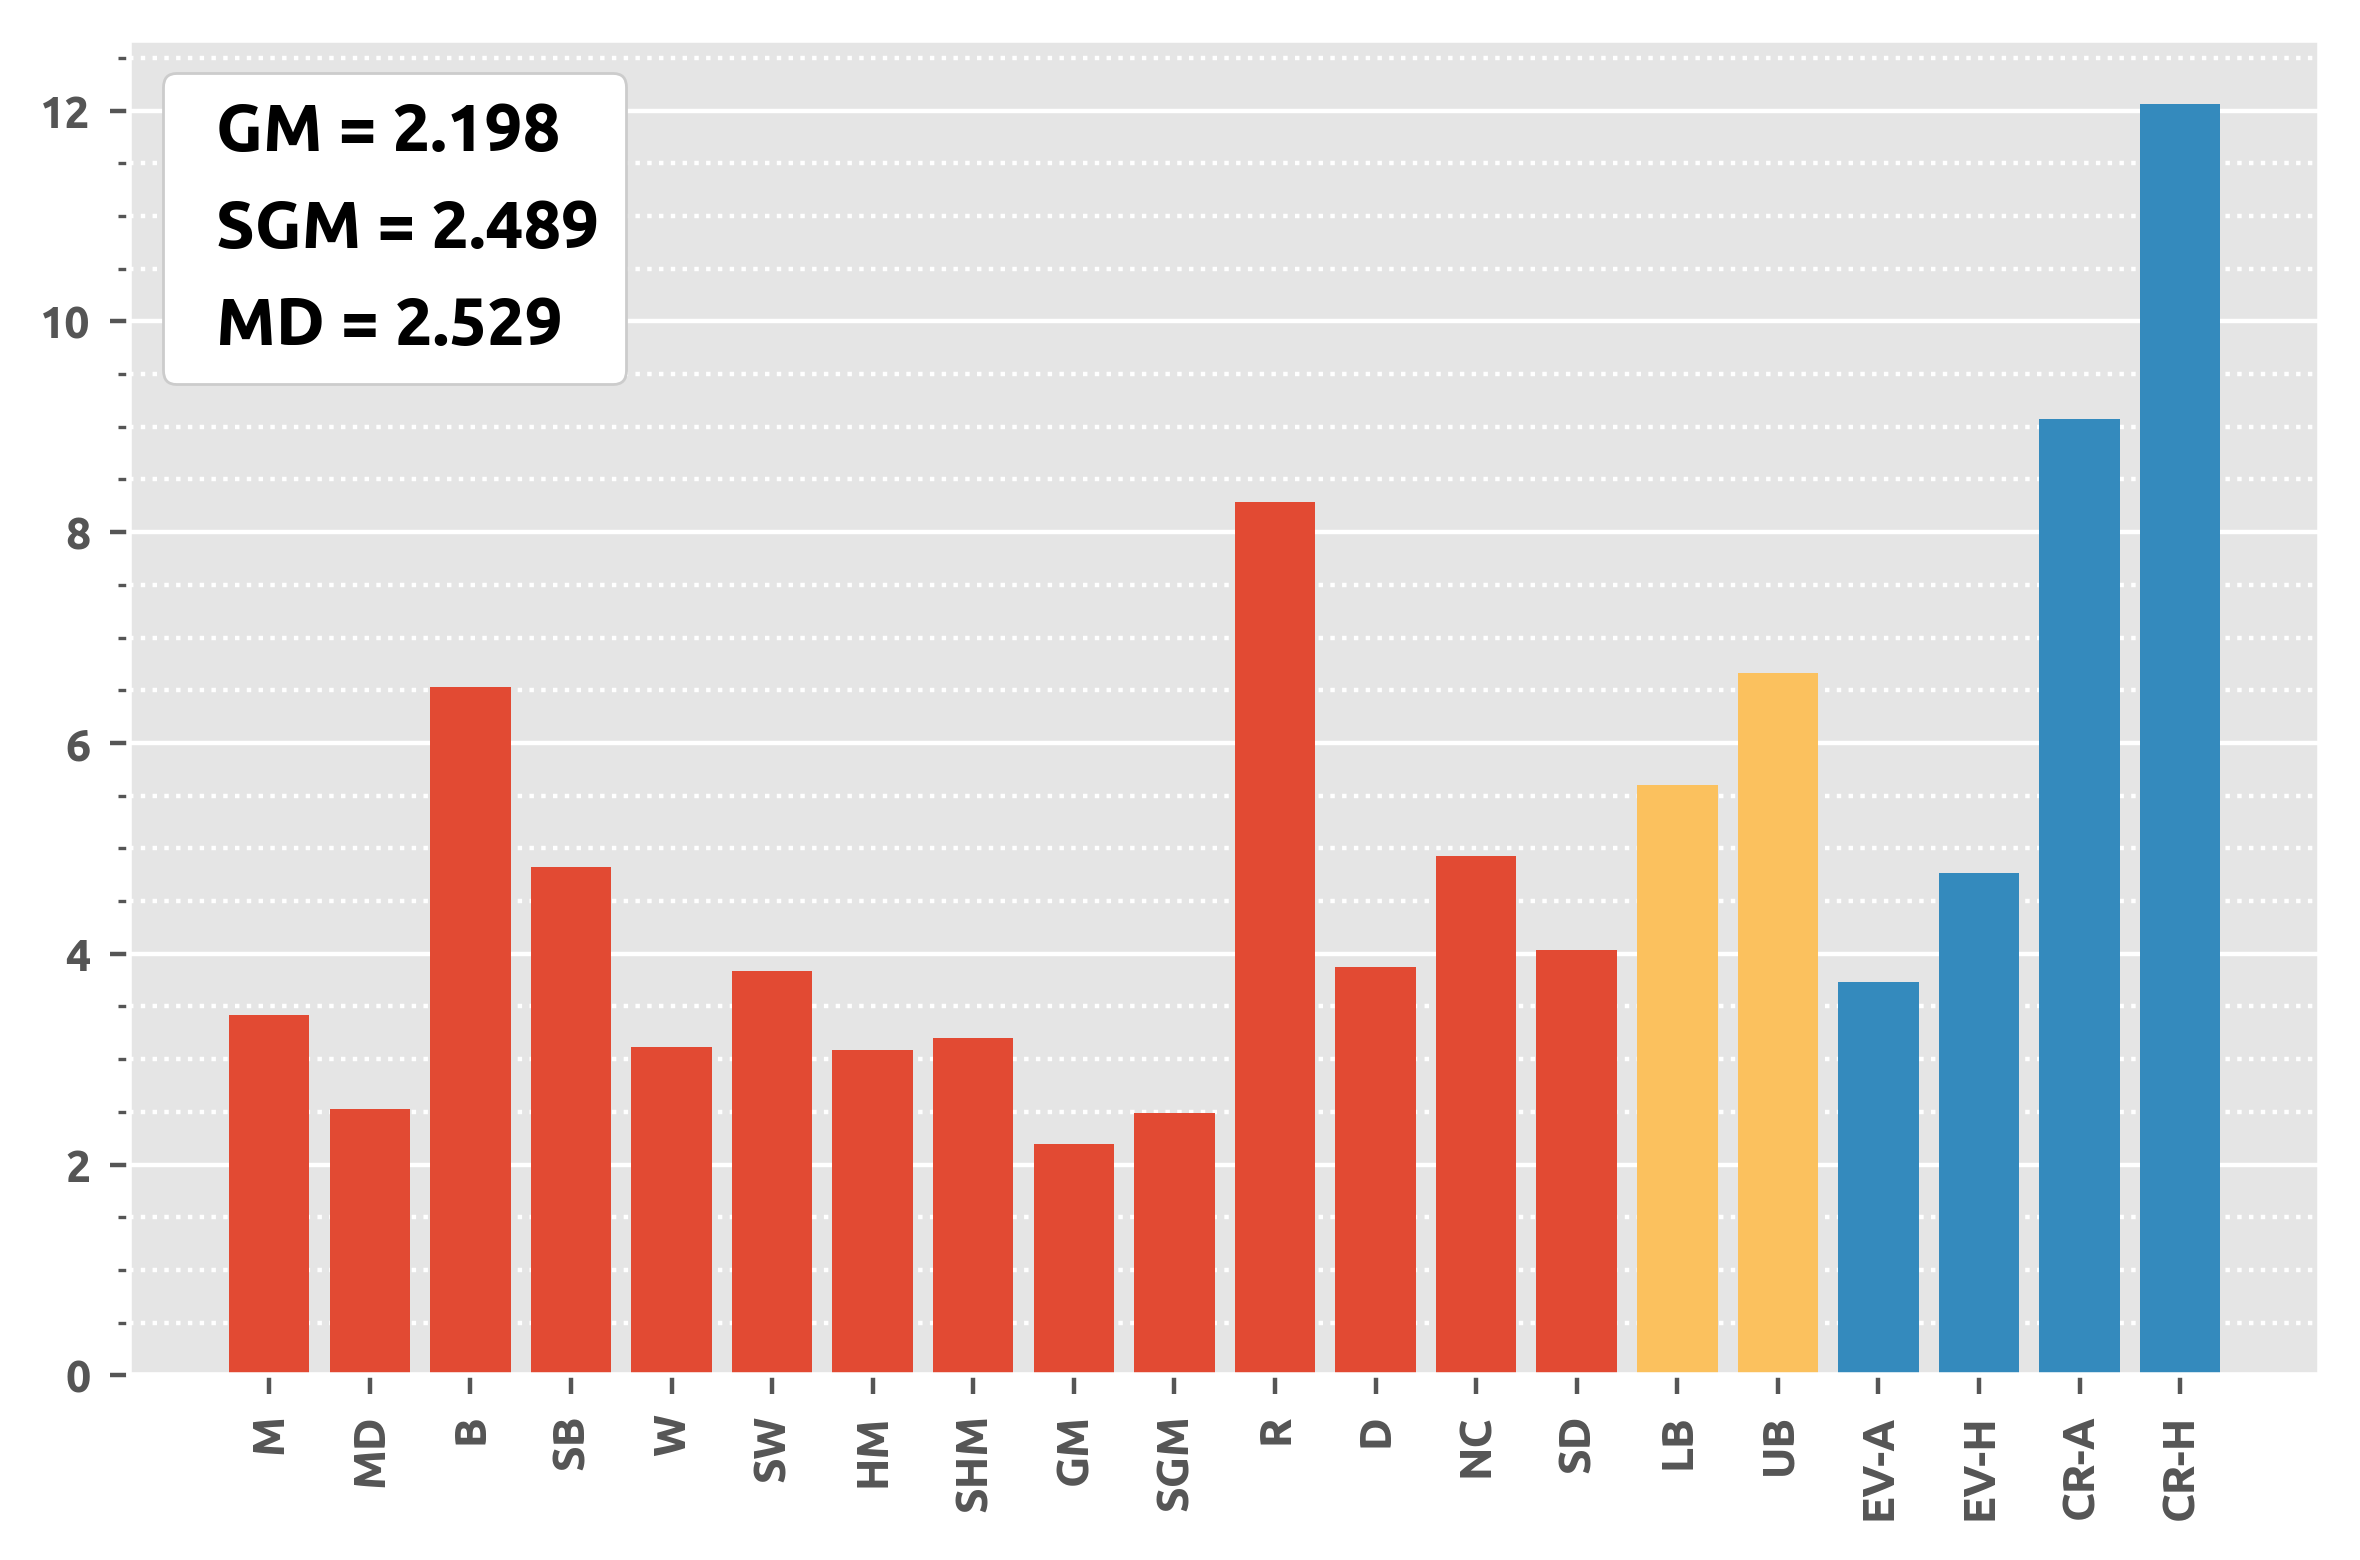 GM = 2.198
SGM = 2.489
MD = 2.529
12
10
8
6
4
2
0
M
MD
B
SB
W
SW
HM
SHM
GM
SGM
R
D
NC
SD
LB
UB
EV-A
EV-H
CR-A
CR-H